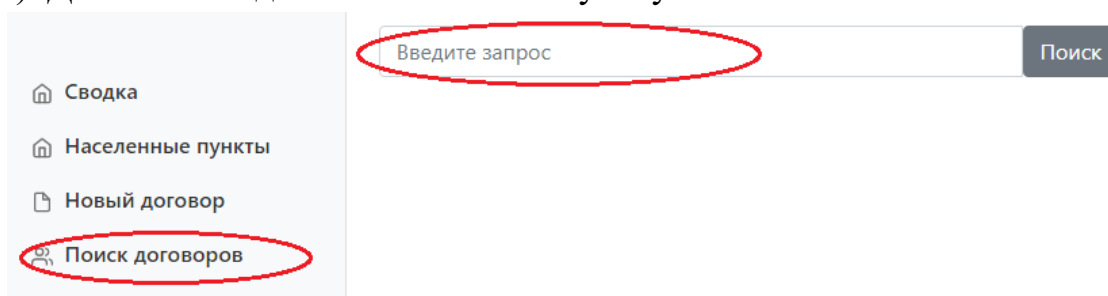 Введите запрос
Поиск
Сводка
Населенные пункты
Новый договор
Поиск договоров